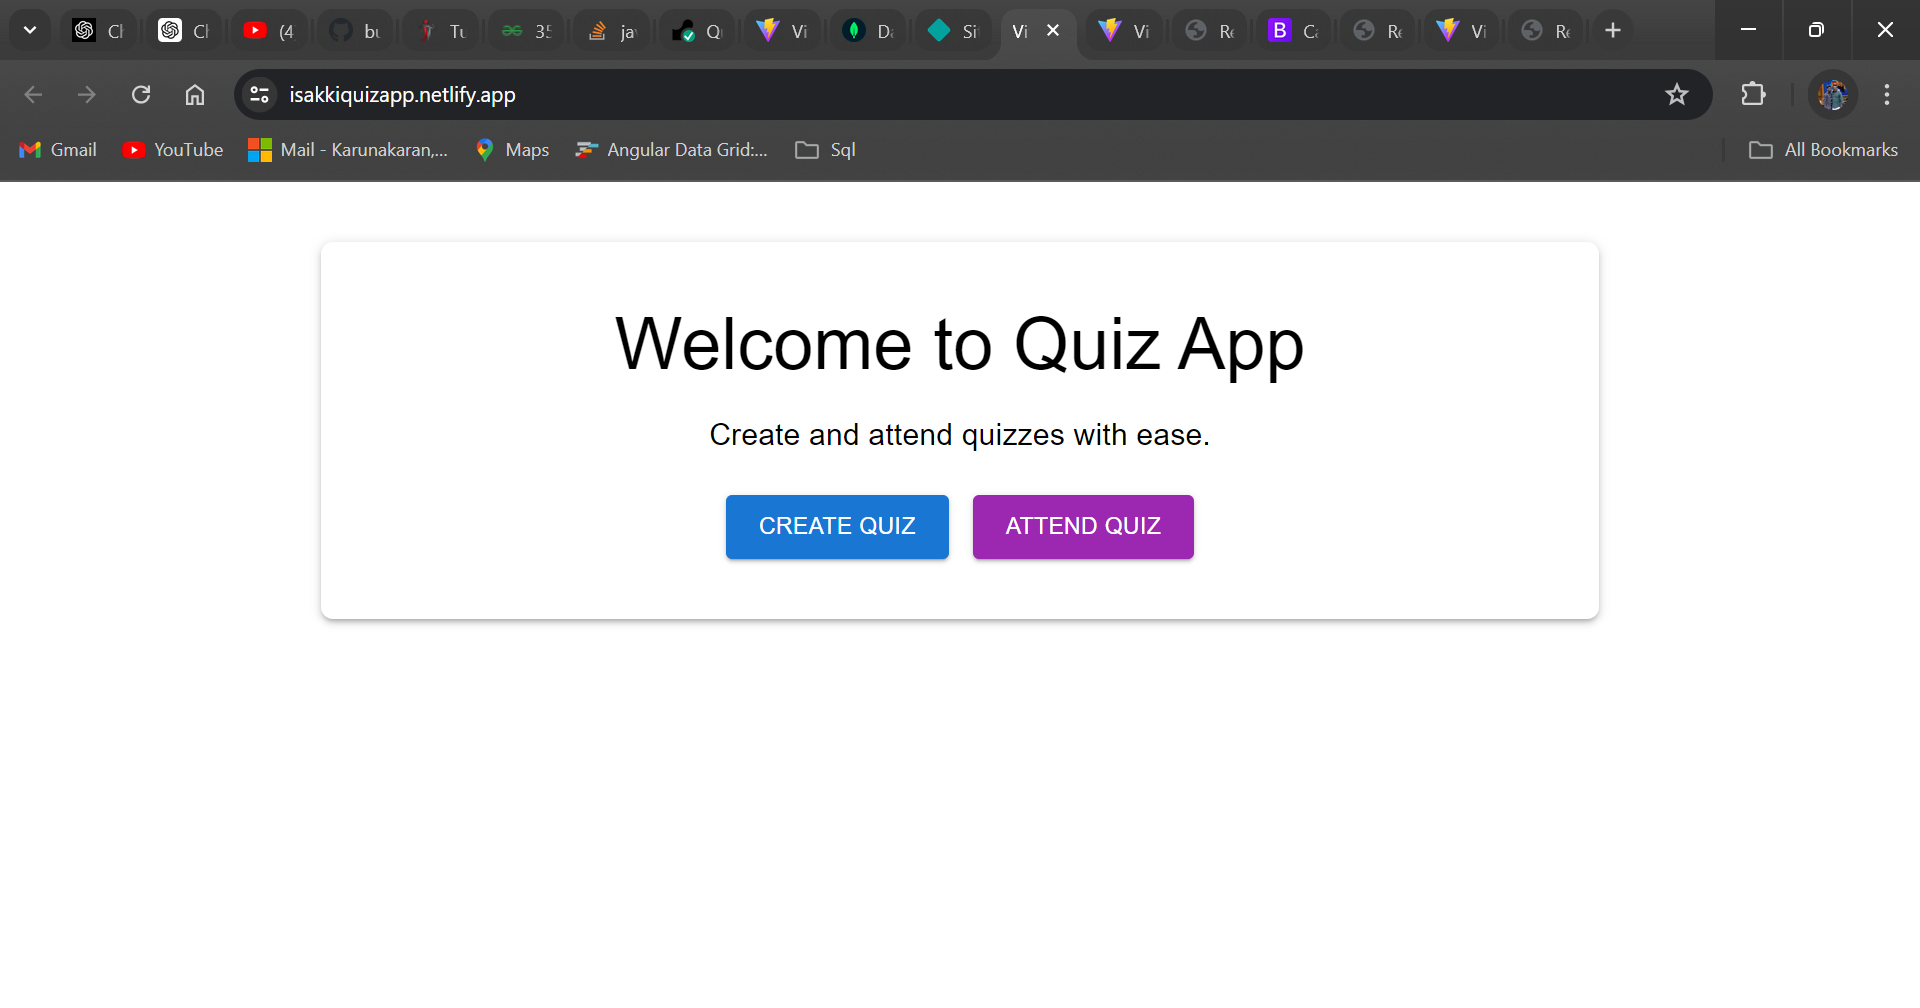 Cl Cl (4 bu Tu 35 ja Q Vi Da Si Vi Vi Re Ca Re Vi Re
isakkiquizapp.netlify.app
Gmail YouTube Mail - Karunakaran,... Maps Angular Data Grid:... Sql All Bookmarks
Welcome to Quiz App
Create and attend quizzes with ease.
CREATE QUIZ ATTEND QUIZ